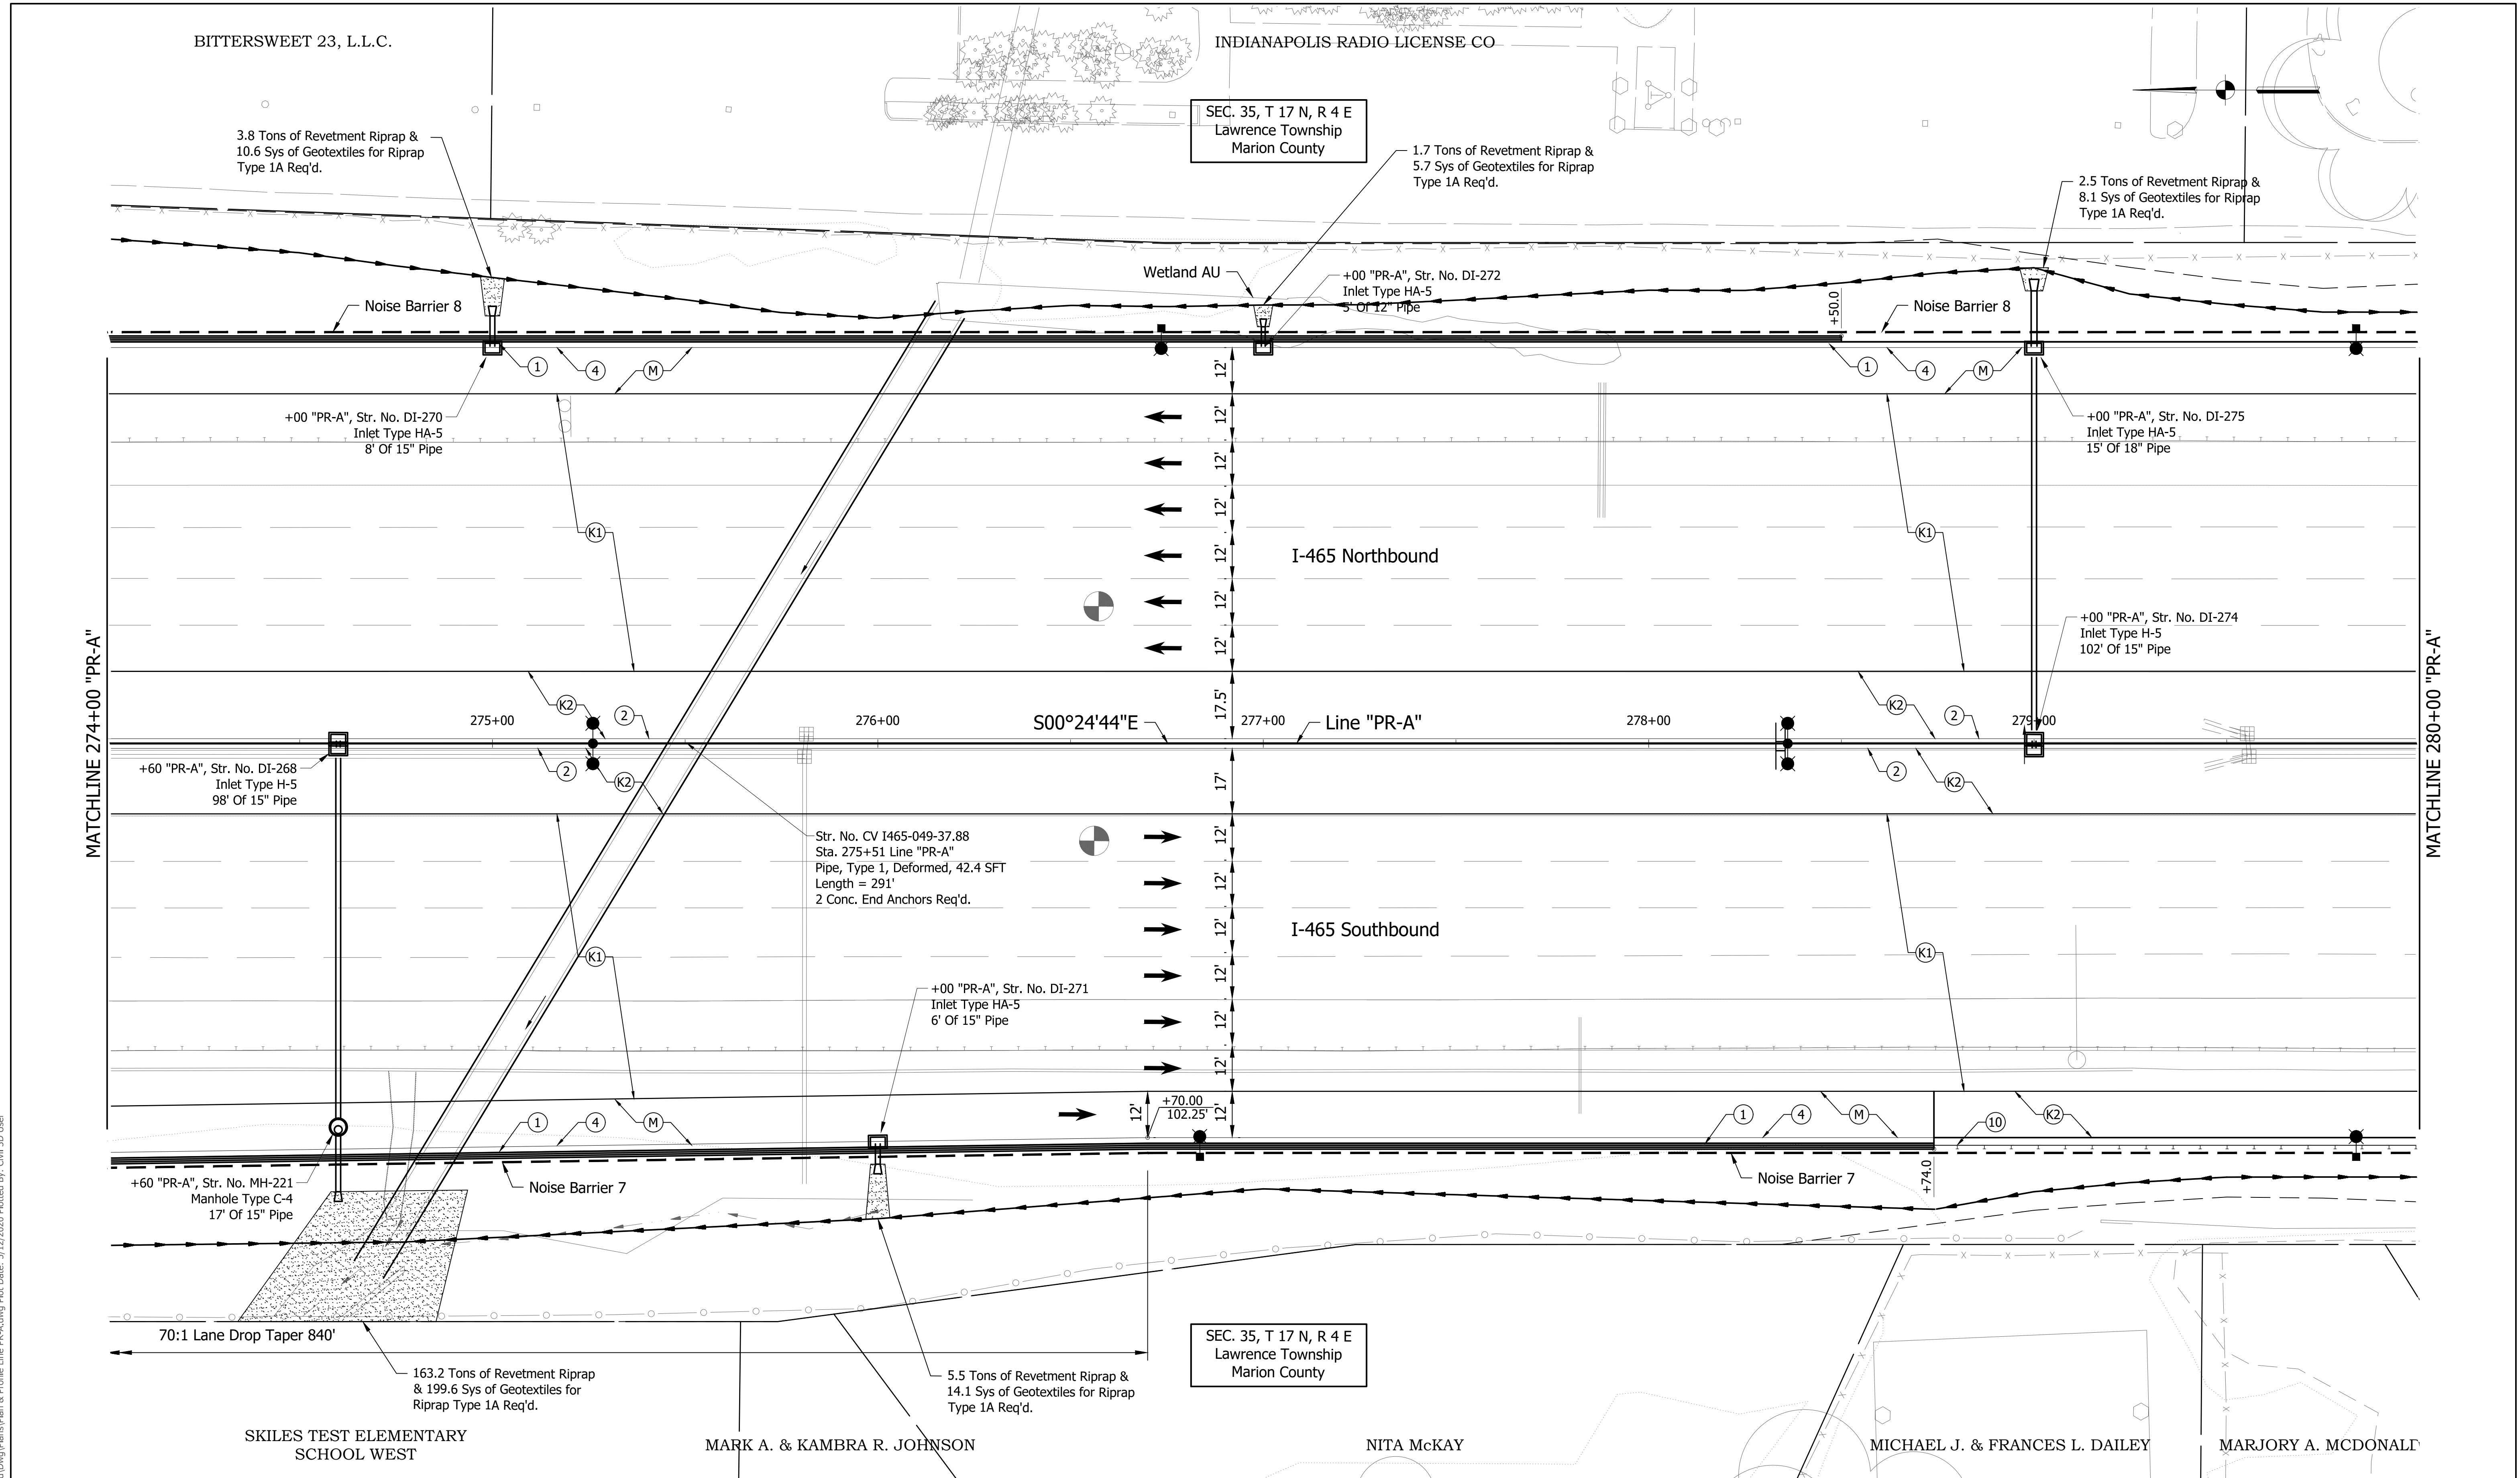 BITTERSWEET 23, L.L.C.
INDIANAPOLIS RADIO LICENSE CO
SEC. 35, T 17 N, R 4 E
Lawrence Township
Marion County
3.8 Tons of Revetment Riprap &
10.6 Sys of Geotextiles for Riprap
Type 1A Req'd.
1.7 Tons of Revetment Riprap &
5.7 Sys of Geotextiles for Riprap
Type 1A Req'd.
2.5 Tons of Revetment Riprap &
8.1 Sys of Geotextiles for Riprap
Type 1A Req'd.
Wetland AU
+00 "PR-A", Str. No. DI-272
Inlet Type HA-5
5' Of 12" Pipe
Noise Barrier 8
+50.0
Noise Barrier 8
1
4
M
12'
1
4
M
+00 "PR-A", Str. No. DI-270
Inlet Type HA-5
8' Of 15" Pipe
+00 "PR-A", Str. No. DI-275
Inlet Type HA-5
15' Of 18" Pipe
12'
12'
12'
12'
12'
12'
K1
K1
I-465 Northbound
+00 "PR-A", Str. No. DI-274
Inlet Type H-5
102' Of 15" Pipe
MATCHLINE 274+00 "PR-A"
MATCHLINE 280+00 "PR-A"
17.5'
K2
2
K2
2
275+00
276+00
S00°24'44"E
277+00
Line "PR-A"
278+00
279+00
+60 "PR-A", Str. No. DI-268
Inlet Type H-5
98' Of 15" Pipe
2
K2
17'
2
K2
Str. No. CV I465-049-37.88
Sta. 275+51 Line "PR-A"
Pipe, Type 1, Deformed, 42.4 SFT
Length = 291'
2 Conc. End Anchors Req'd.
12'
12'
12'
12'
12'
12'
I-465 Southbound
K1
K1
+00 "PR-A", Str. No. DI-271
Inlet Type HA-5
6' Of 15" Pipe
1
4
M
12'
+70.00
102.25'
12'
1
4
M
K2
10
+60 "PR-A", Str. No. MH-221
Manhole Type C-4
17' Of 15" Pipe
Noise Barrier 7
Noise Barrier 7
+74.0
70:1 Lane Drop Taper 840'
163.2 Tons of Revetment Riprap
& 199.6 Sys of Geotextiles for
Riprap Type 1A Req'd.
5.5 Tons of Revetment Riprap &
14.1 Sys of Geotextiles for Riprap
Type 1A Req'd.
SEC. 35, T 17 N, R 4 E
Lawrence Township
Marion County
SKILES TEST ELEMENTARY
SCHOOL WEST
MARK A. & KAMBRA R. JOHNSON
NITA McKAY
MICHAEL J. & FRANCES L. DAILEY
MARJORY A.